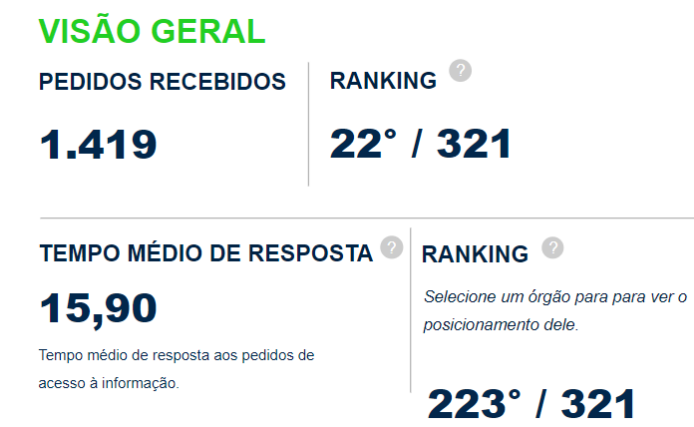 VISÃO GERAL
PEDIDOS RECEBIDOS
1.419
RANKING ?
22° / 321
TEMPO MÉDIO DE RESPOSTA ?
15,90
Tempo médio de resposta aos pedidos de
acesso à informação.
RANKING ?
Selecione um órgão para para ver o
posicionamento dele.
223° / 321